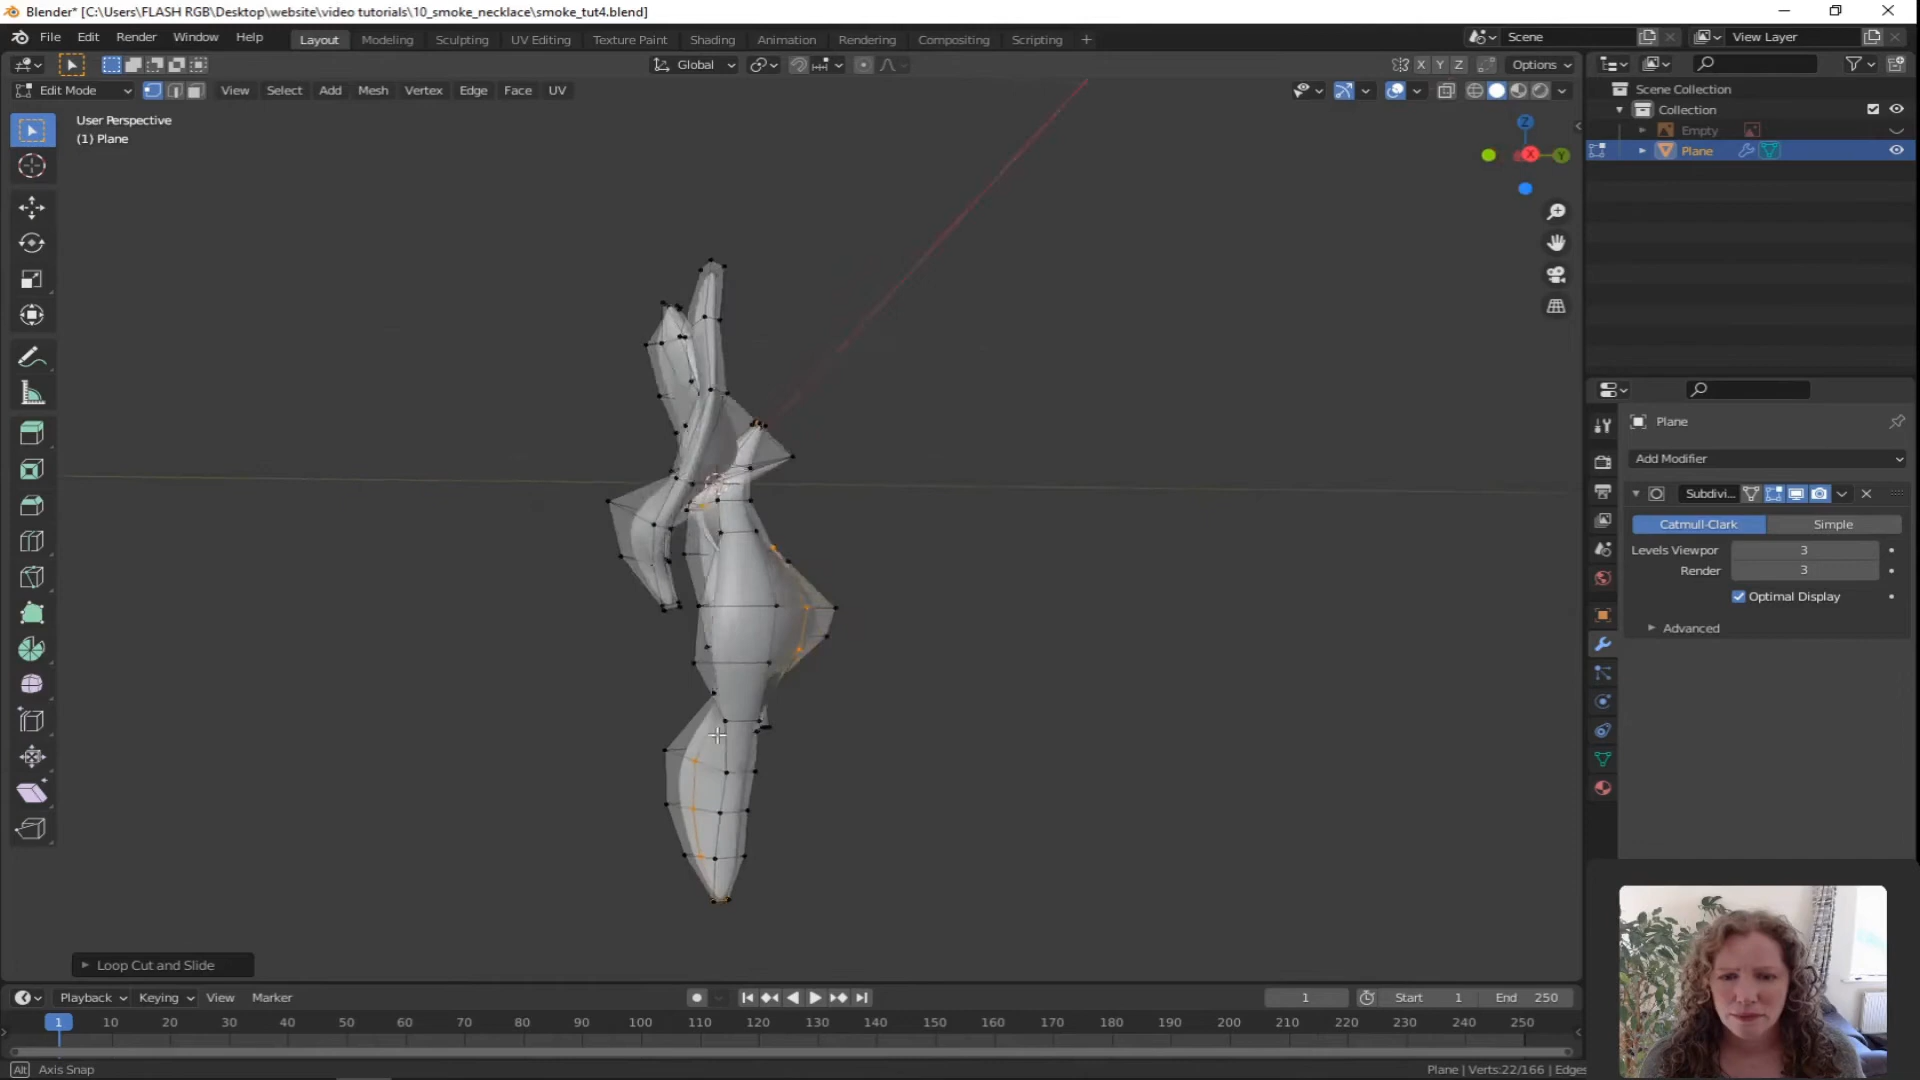 Blender* [C:\Users\FLASH RGB\Desktop\website\video tutorials\10_smoke_necklace\smoke_tut4.blend]
File Edit Render Window Help
Layout Modeling Sculpting UV Editing Texture Paint Shading Animation Rendering Compositing Scripting +
Scene
View Layer
Global
X Y Z
Options
Edit Mode
View Select Add Mesh Vertex Edge Face UV
User Perspective
(1) Plane
Z
X
Y
Scene Collection
Collection
Empty
Plane
Plane
Add Modifier
Subdivi...
Catmull-Clark Simple
Levels Viewpor 3
Render 3
Optimal Display
Advanced
Loop Cut and Slide
Playback Keying View Marker
1
Start 1
End 250
1 10 20 30 40 50 60 70 80 90 100 110 120 130 140 150 160 170 180 190 200 210 220 230 240 250
Alt Axis Snap
Plane | Verts:22/166 | Edges